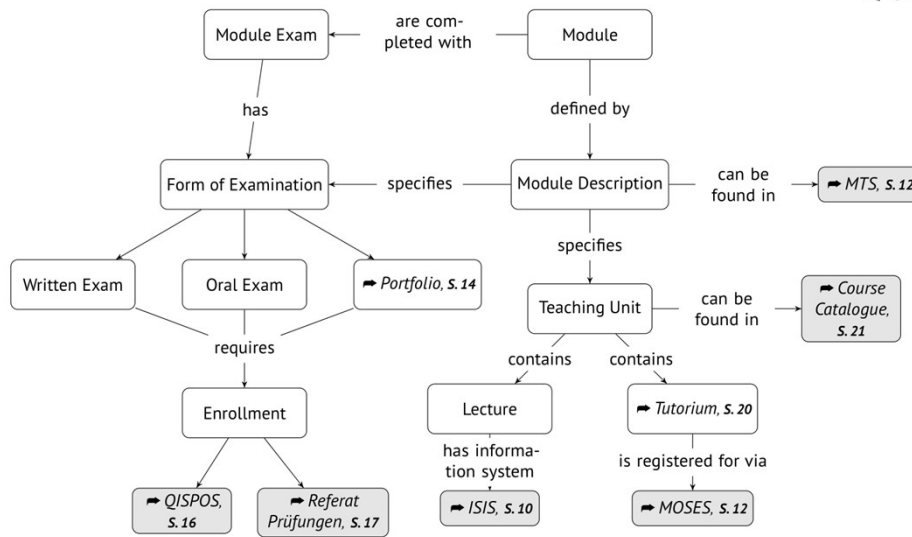 Module Exam
are com-
pleted with
Module
has
defined by
Form of Examination
specifies
Module Description
can be
found in
➦ MTS, S. 12
specifies
Written Exam
Oral Exam
➦ Portfolio, S. 14
Teaching Unit
can be
found in
➦ Course
Catalogue,
S. 21
requires
contains
contains
Enrollment
Lecture
➦ Tutorium, S. 20
has informa-
tion system
is registered for via
➦ QISPOS,
S. 16
➦ Referat
Prüfungen, S. 17
➦ ISIS, S. 10
➦ MOSES, S. 12